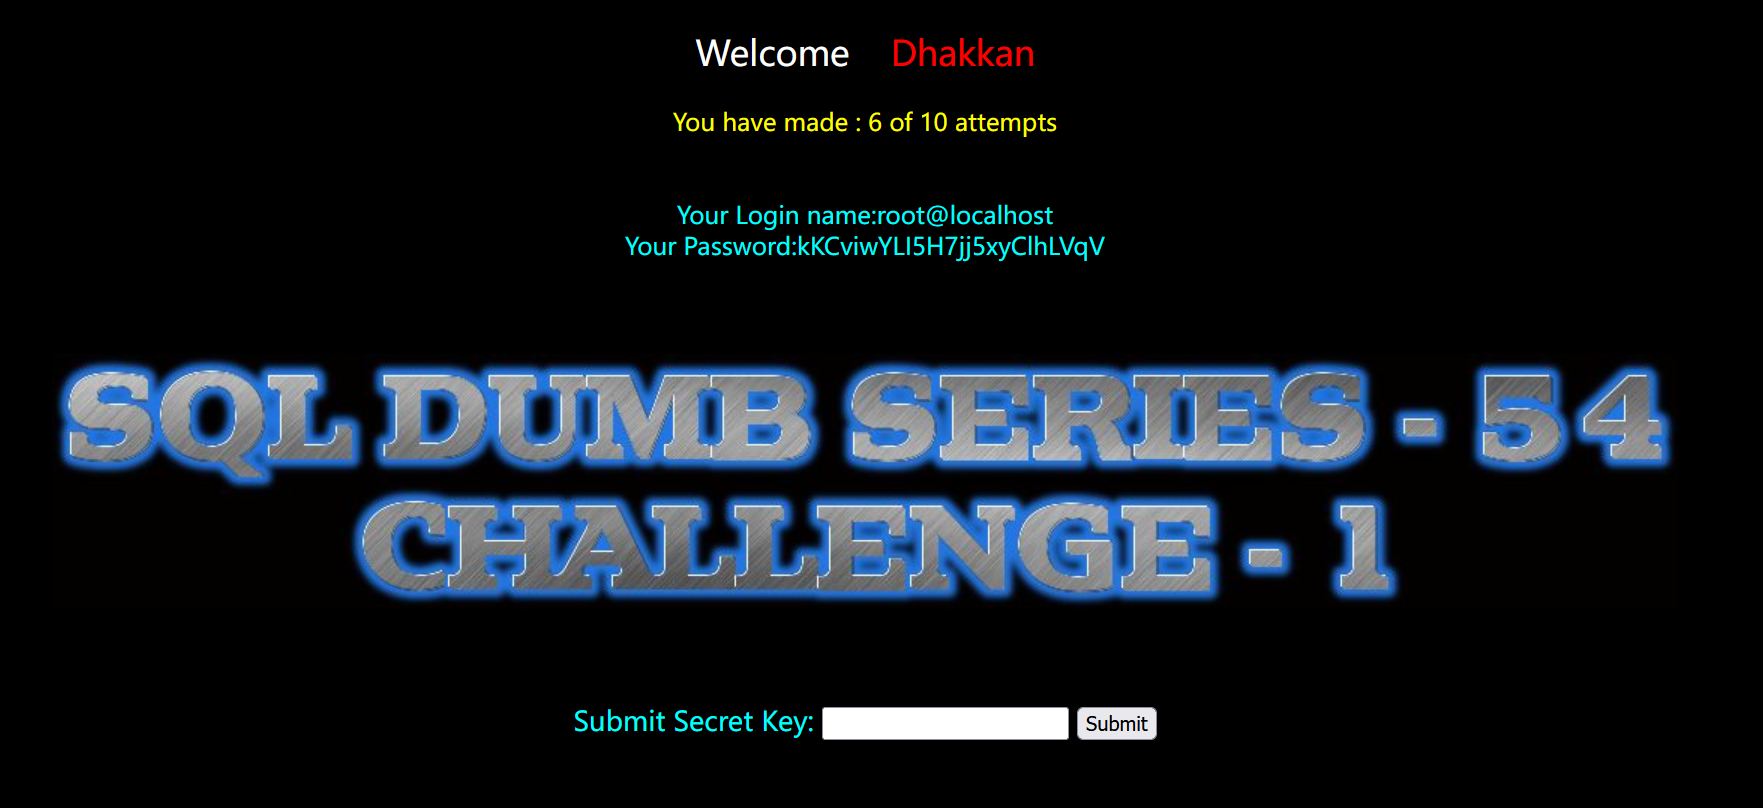 Welcome Dhakkan
You have made : 6 of 10 attempts
Your Login name:root@localhost
Your Password:kKCviwYLI5H7jj5xyClhLVqV
SQL DUMB SERIES - 54
CHALLENGE - 1
Submit Secret Key: Submit